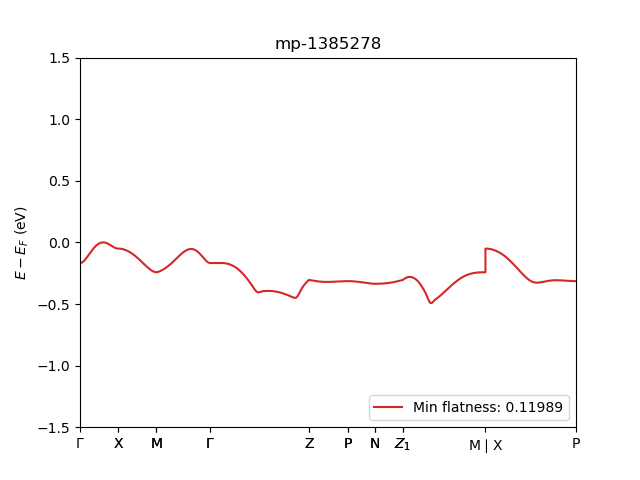 mp-1385278
E − E_F (eV)
1.5
1.0
0.5
0.0
−0.5
−1.0
−1.5
Min flatness: 0.11989
Γ X M Γ Z P N Z₁ M | X P